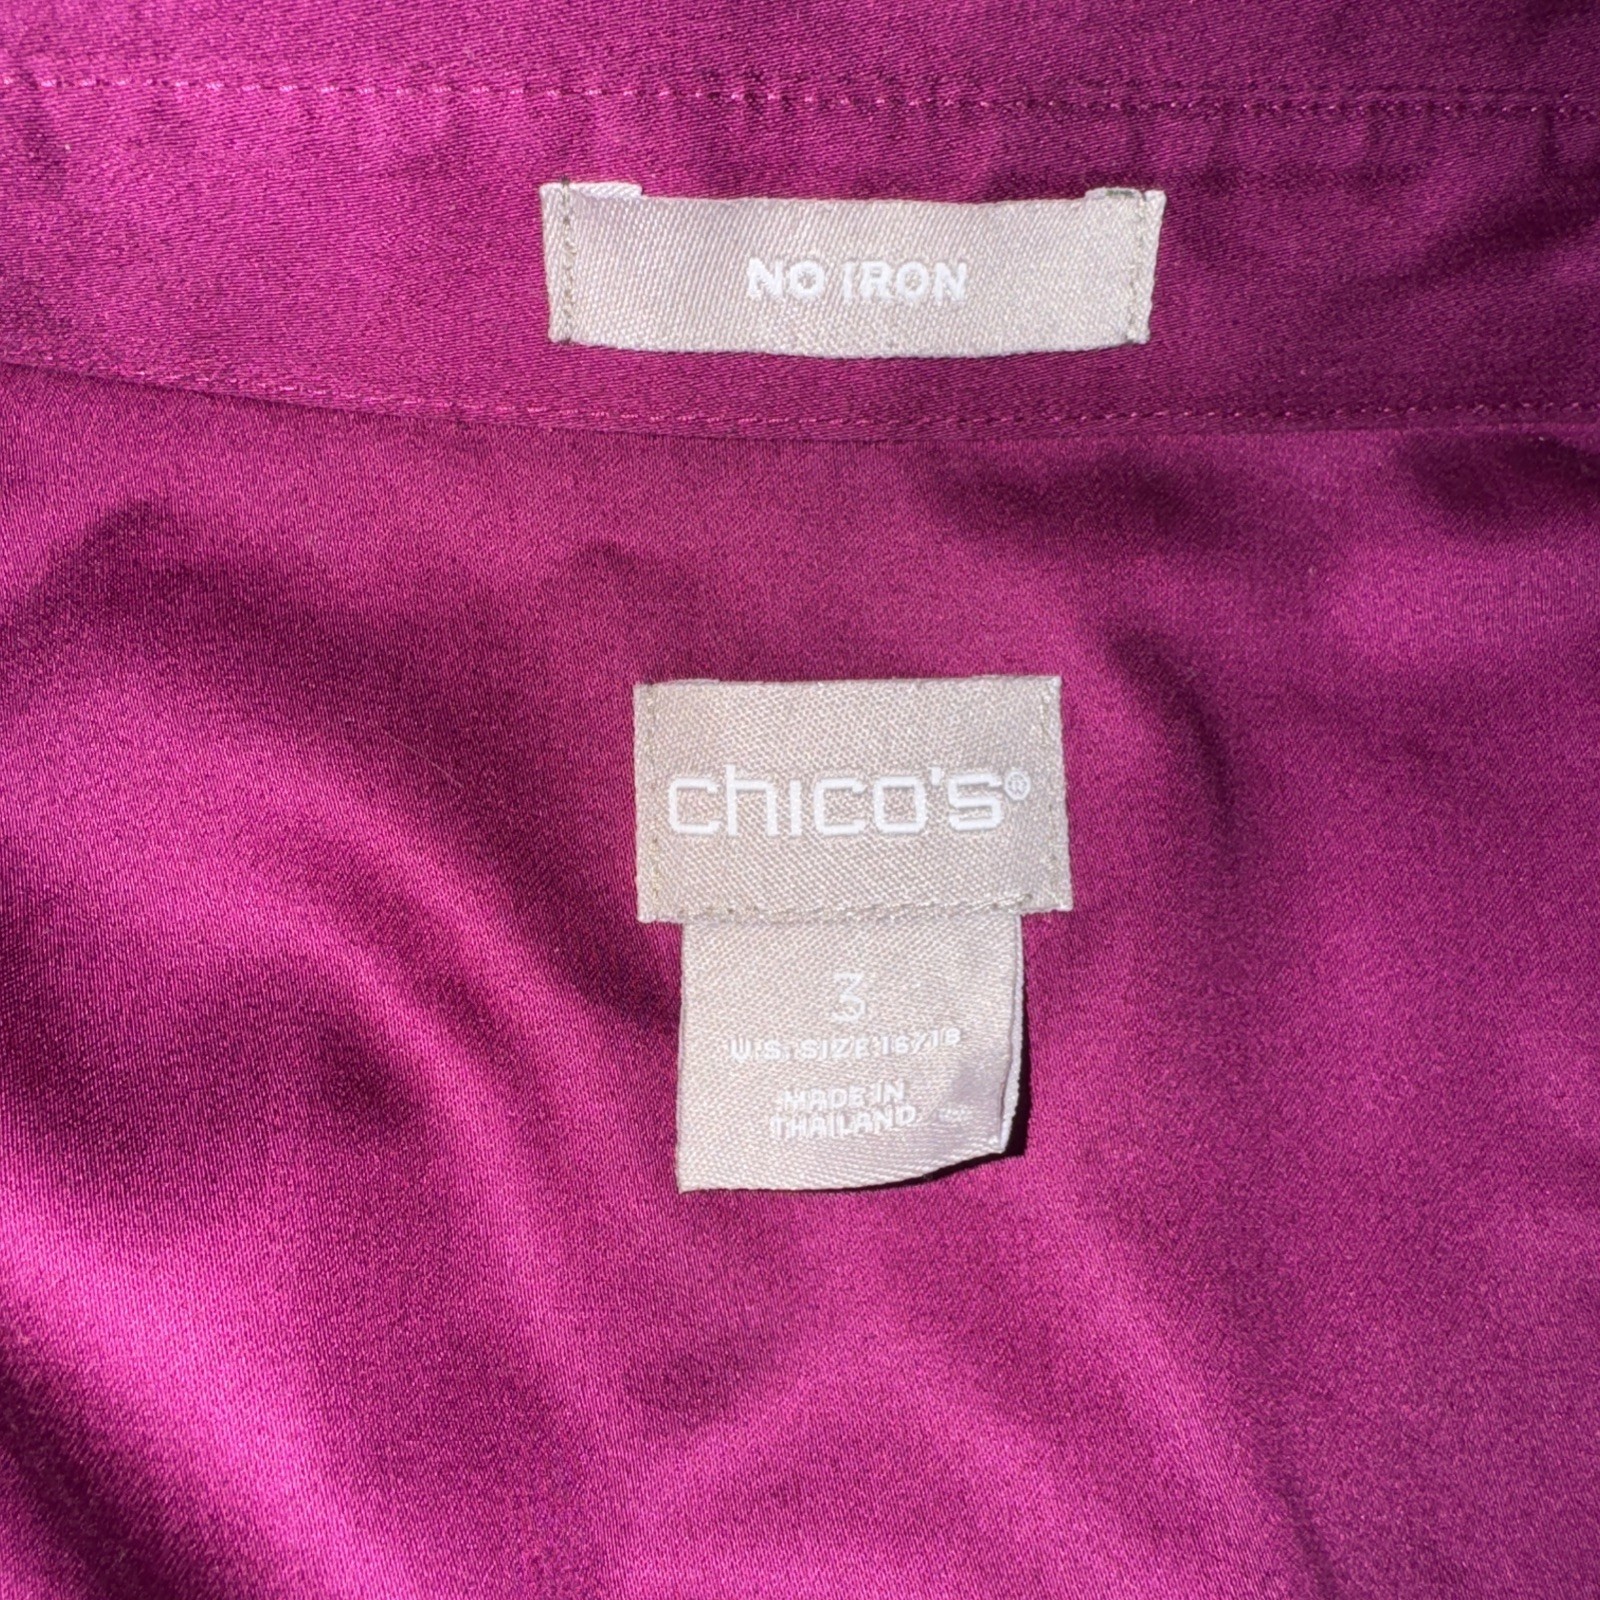 NO IRON
chico's®
3
U.S. SIZE 16/18
MADE IN
THAILAND